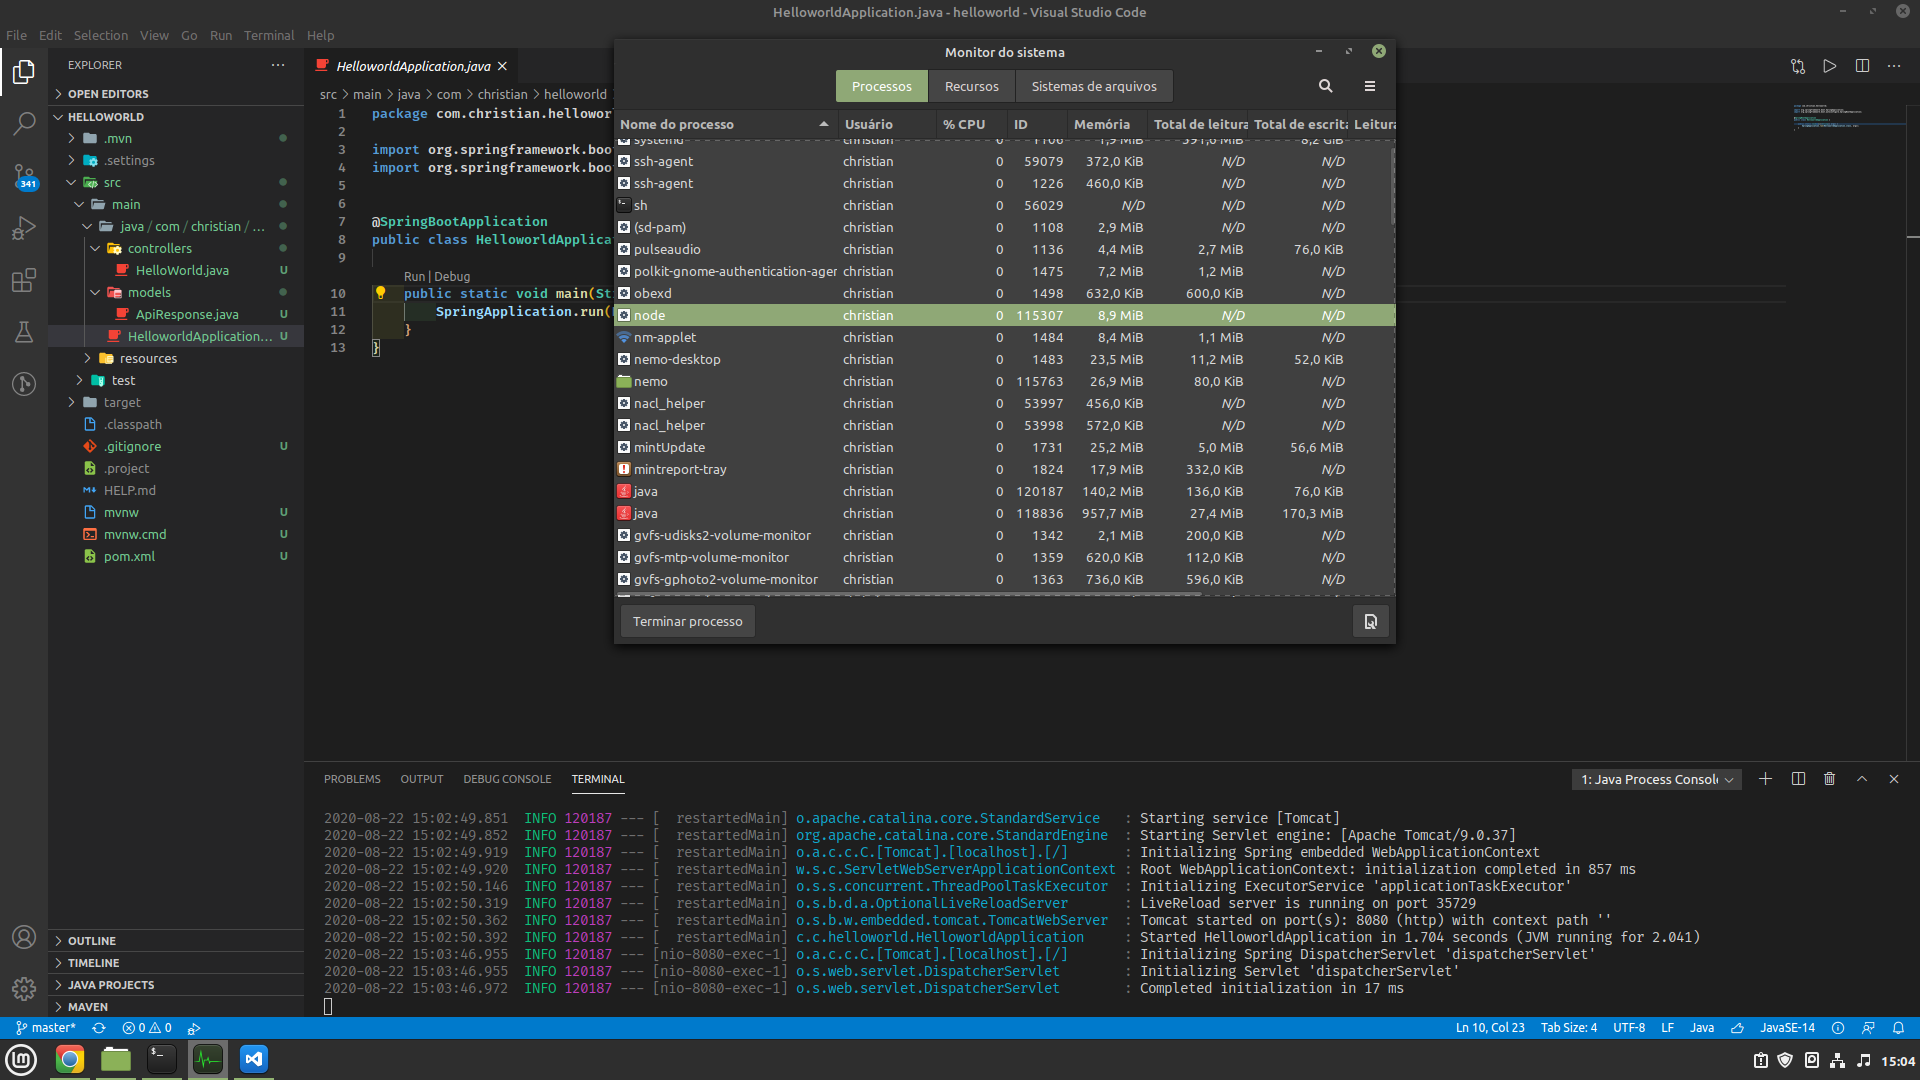 HelloworldApplication.java - helloworld - Visual Studio Code
File Edit Selection View Go Run Terminal Help
EXPLORER
OPEN EDITORS
HELLOWORLD
.mvn
.settings
src
main
java / com / christian / ...
controllers
HelloWorld.java U
models
ApiResponse.java U
HelloworldApplication... U
resources
test
target
.classpath
.gitignore U
.project
HELP.md
mvnw U
mvnw.cmd U
pom.xml U
OUTLINE
TIMELINE
JAVA PROJECTS
MAVEN
341
HelloworldApplication.java
src > main > java > com > christian > helloworld
1 package com.christian.hellowor
2
3 import org.springframework.boo
4 import org.springframework.boo
5
6
7 @SpringBootApplication
8 public class HelloworldApplica
9
Run | Debug
10 public static void main(St
11 SpringApplication.run(
12 }
13 }
Monitor do sistema
Processos Recursos Sistemas de arquivos
Nome do processo Usuário % CPU ID Memória Total de leitura Total de escrita Leitura
systemd christian 0 1106 1,9 MiB 591,6 MiB 8,2 GiB
ssh-agent christian 0 59079 372,0 KiB N/D N/D
ssh-agent christian 0 1226 460,0 KiB N/D N/D
sh christian 0 56029 N/D N/D N/D
(sd-pam) christian 0 1108 2,9 MiB N/D N/D
pulseaudio christian 0 1136 4,4 MiB 2,7 MiB 76,0 KiB
polkit-gnome-authentication-agen christian 0 1475 7,2 MiB 1,2 MiB N/D
obexd christian 0 1498 632,0 KiB 600,0 KiB N/D
node christian 0 115307 8,9 MiB N/D N/D
nm-applet christian 0 1484 8,4 MiB 1,1 MiB N/D
nemo-desktop christian 0 1483 23,5 MiB 11,2 MiB 52,0 KiB
nemo christian 0 115763 26,9 MiB 80,0 KiB N/D
nacl_helper christian 0 53997 456,0 KiB N/D N/D
nacl_helper christian 0 53998 572,0 KiB N/D N/D
mintUpdate christian 0 1731 25,2 MiB 5,0 MiB 56,6 MiB
mintreport-tray christian 0 1824 17,9 MiB 332,0 KiB N/D
java christian 0 120187 140,2 MiB 136,0 KiB 76,0 KiB
java christian 0 118836 957,7 MiB 27,4 MiB 170,3 MiB
gvfs-udisks2-volume-monitor christian 0 1342 2,1 MiB 200,0 KiB N/D
gvfs-mtp-volume-monitor christian 0 1359 620,0 KiB 112,0 KiB N/D
gvfs-gphoto2-volume-monitor christian 0 1363 736,0 KiB 596,0 KiB N/D
Terminar processo
PROBLEMS OUTPUT DEBUG CONSOLE TERMINAL
1: Java Process Consol
2020-08-22 15:02:49.851 INFO 120187 --- [ restartedMain] o.apache.catalina.core.StandardService : Starting service [Tomcat]
2020-08-22 15:02:49.852 INFO 120187 --- [ restartedMain] org.apache.catalina.core.StandardEngine : Starting Servlet engine: [Apache Tomcat/9.0.37]
2020-08-22 15:02:49.919 INFO 120187 --- [ restartedMain] o.a.c.c.C.[Tomcat].[localhost].[/] : Initializing Spring embedded WebApplicationContext
2020-08-22 15:02:49.920 INFO 120187 --- [ restartedMain] w.s.c.ServletWebServerApplicationContext : Root WebApplicationContext: initialization completed in 857 ms
2020-08-22 15:02:50.146 INFO 120187 --- [ restartedMain] o.s.s.concurrent.ThreadPoolTaskExecutor : Initializing ExecutorService 'applicationTaskExecutor'
2020-08-22 15:02:50.319 INFO 120187 --- [ restartedMain] o.s.b.d.a.OptionalLiveReloadServer : LiveReload server is running on port 35729
2020-08-22 15:02:50.362 INFO 120187 --- [ restartedMain] o.s.b.w.embedded.tomcat.TomcatWebServer : Tomcat started on port(s): 8080 (http) with context path ''
2020-08-22 15:02:50.392 INFO 120187 --- [ restartedMain] c.c.helloworld.HelloworldApplication : Started HelloworldApplication in 1.704 seconds (JVM running for 2.041)
2020-08-22 15:03:46.955 INFO 120187 --- [nio-8080-exec-1] o.a.c.c.C.[Tomcat].[localhost].[/] : Initializing Spring DispatcherServlet 'dispatcherServlet'
2020-08-22 15:03:46.955 INFO 120187 --- [nio-8080-exec-1] o.s.web.servlet.DispatcherServlet : Initializing Servlet 'dispatcherServlet'
2020-08-22 15:03:46.972 INFO 120187 --- [nio-8080-exec-1] o.s.web.servlet.DispatcherServlet : Completed initialization in 17 ms
master* 0 0 Ln 10, Col 23 Tab Size: 4 UTF-8 LF Java JavaSE-14
15:04